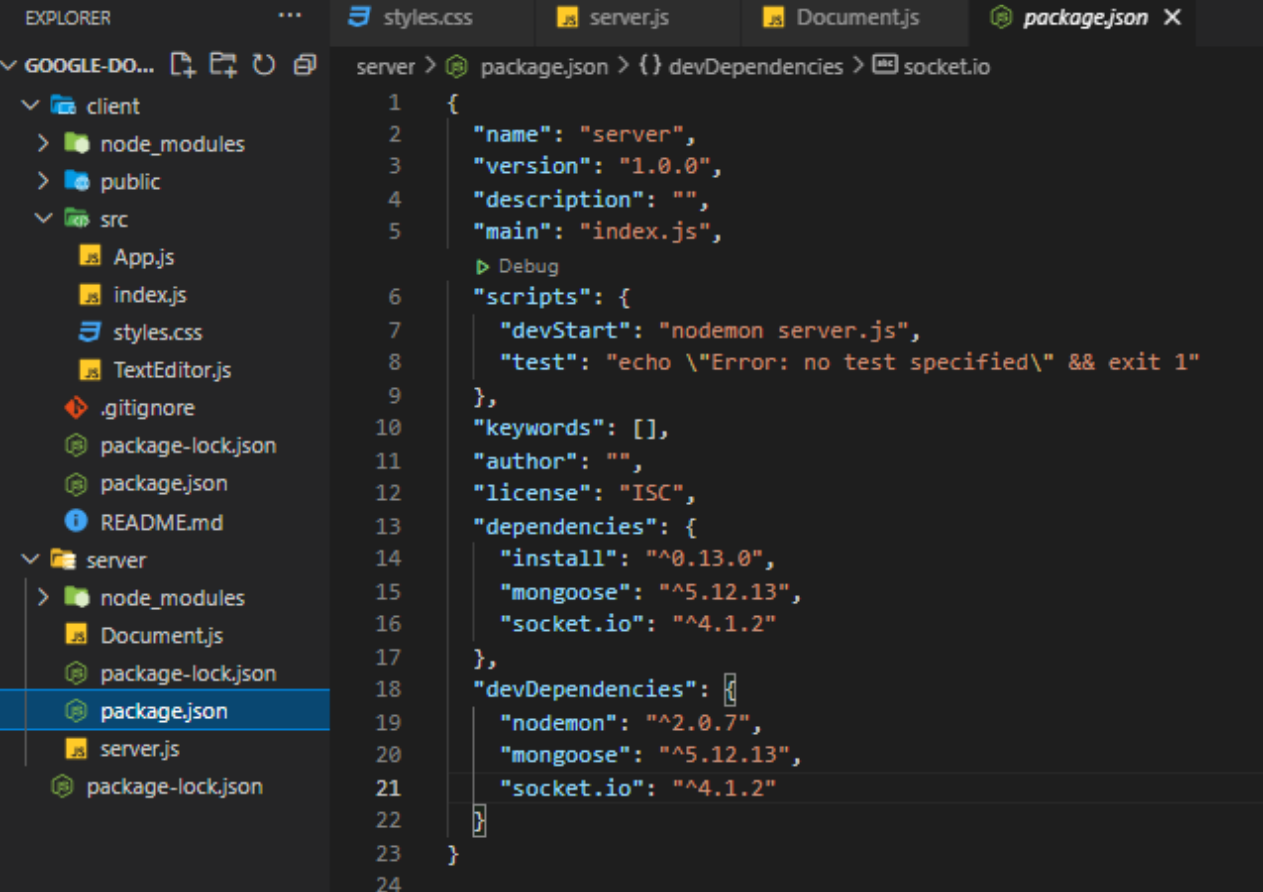 EXPLORER
...
GOOGLE-DO...
client
node_modules
public
src
App.js
index.js
styles.css
TextEditor.js
.gitignore
package-lock.json
package.json
README.md
server
node_modules
Document.js
package-lock.json
package.json
server.js
package-lock.json
styles.css server.js Document.js package.json
server > package.json > {} devDependencies > abc socket.io
1 {
2 "name": "server",
3 "version": "1.0.0",
4 "description": "",
5 "main": "index.js",
Debug
6 "scripts": {
7 "devStart": "nodemon server.js",
8 "test": "echo \"Error: no test specified\" && exit 1"
9 },
10 "keywords": [],
11 "author": "",
12 "license": "ISC",
13 "dependencies": {
14 "install": "^0.13.0",
15 "mongoose": "^5.12.13",
16 "socket.io": "^4.1.2"
17 },
18 "devDependencies": {
19 "nodemon": "^2.0.7",
20 "mongoose": "^5.12.13",
21 "socket.io": "^4.1.2"
22 }
23 }
24